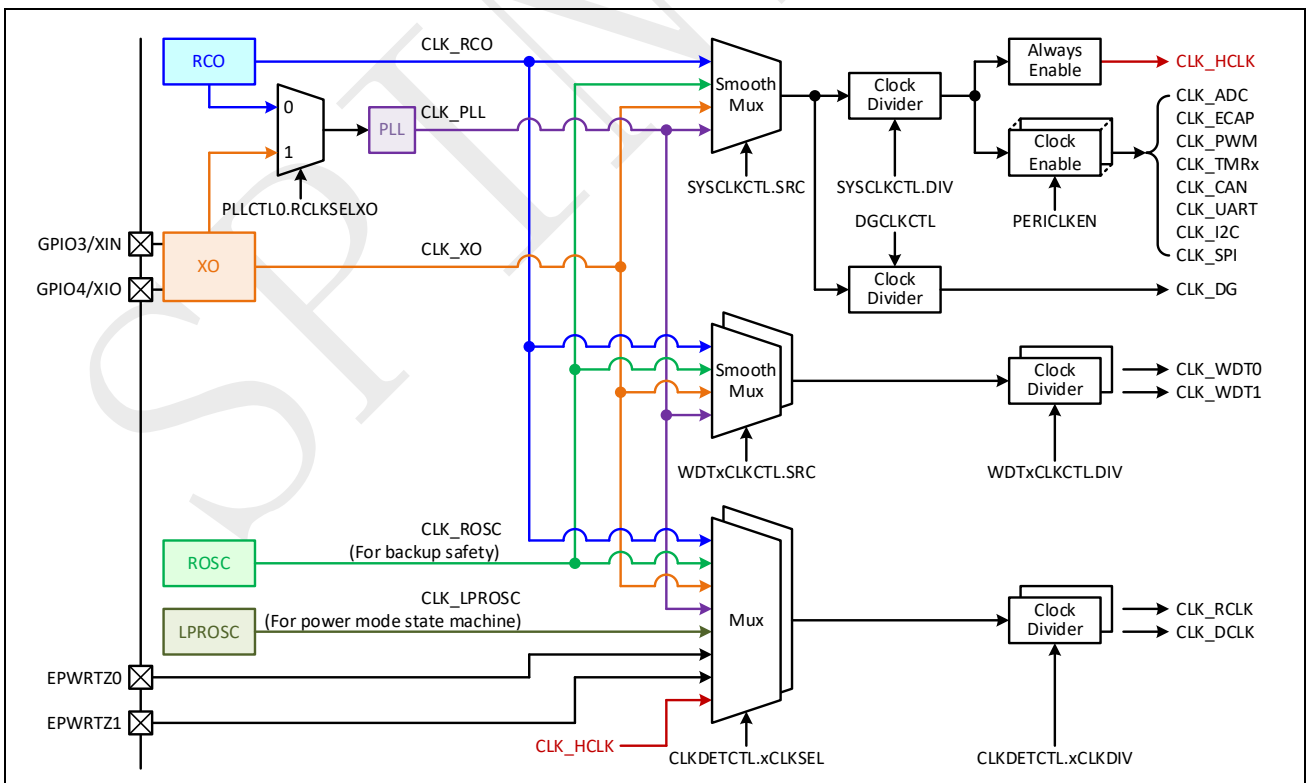 RCO
CLK_RCO
0
1
PLL
CLK_PLL
PLLCTL0.RCLKSELXO
Smooth
Mux
SYSCLKCTL.SRC
Clock
Divider
SYSCLKCTL.DIV
Always
Enable
CLK_HCLK
Clock
Enable
PERICLKEN
CLK_ADC
CLK_ECAP
CLK_PWM
CLK_TMRx
CLK_CAN
CLK_UART
CLK_I2C
CLK_SPI
GPIO3/XIN
GPIO4/XIO
XO
CLK_XO
DGCLKCTL
Clock
Divider
CLK_DG
Smooth
Mux
WDTxCLKCTL.SRC
Clock
Divider
WDTxCLKCTL.DIV
CLK_WDT0
CLK_WDT1
ROSC
CLK_ROSC
(For backup safety)
LPROSC
CLK_LPROSC
(For power mode state machine)
EPWRTZ0
EPWRTZ1
CLK_HCLK
Mux
CLKDETCTL.xCLKSEL
Clock
Divider
CLKDETCTL.xCLKDIV
CLK_RCLK
CLK_DCLK